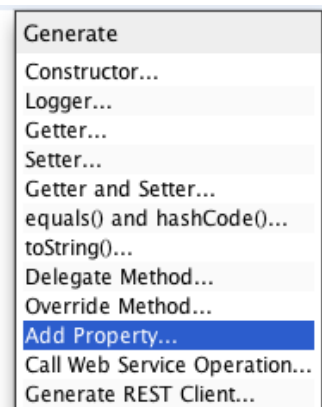 Generate
Constructor...
Logger...
Getter...
Setter...
Getter and Setter...
equals() and hashCode()...
toString()...
Delegate Method...
Override Method...
Add Property...
Call Web Service Operation...
Generate REST Client...